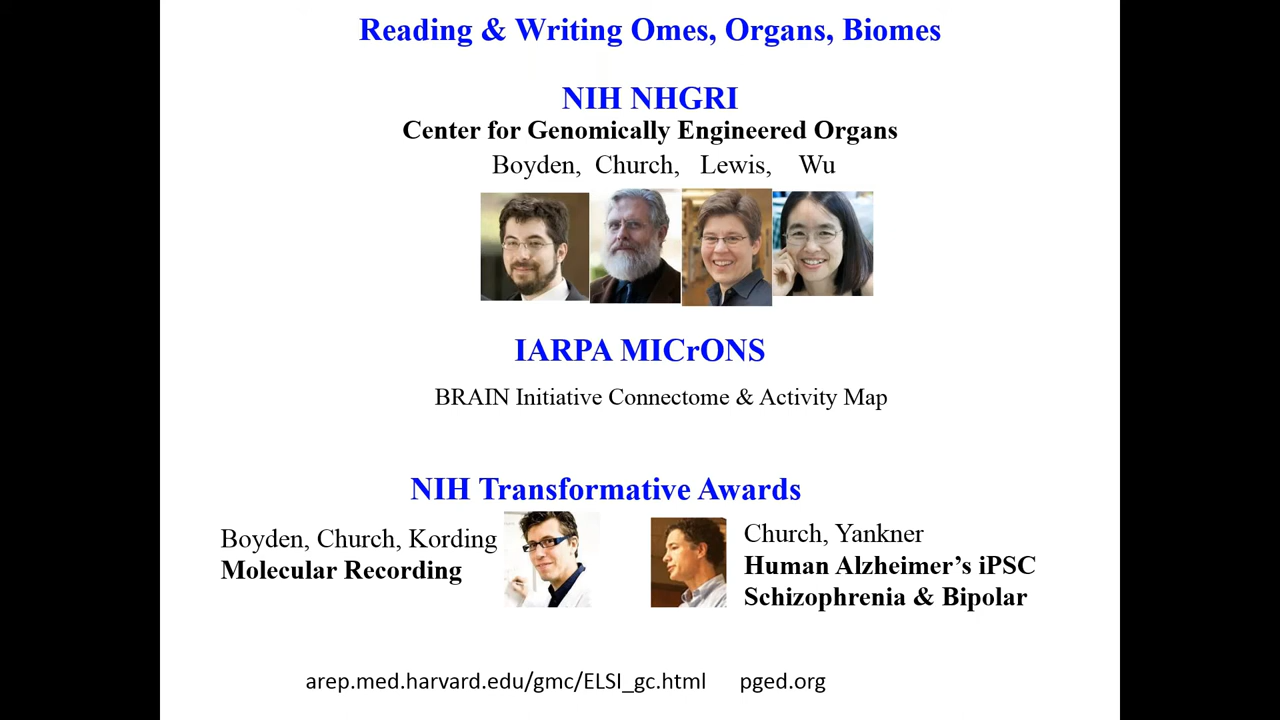 Reading & Writing Omes, Organs, Biomes
NIH NHGRI
Center for Genomically Engineered Organs
Boyden, Church, Lewis, Wu
IARPA MICrONS
BRAIN Initiative Connectome & Activity Map
NIH Transformative Awards
Boyden, Church, Kording
Molecular Recording
Church, Yankner
Human Alzheimer’s iPSC
Schizophrenia & Bipolar
arep.med.harvard.edu/gmc/ELSI_gc.html pged.org